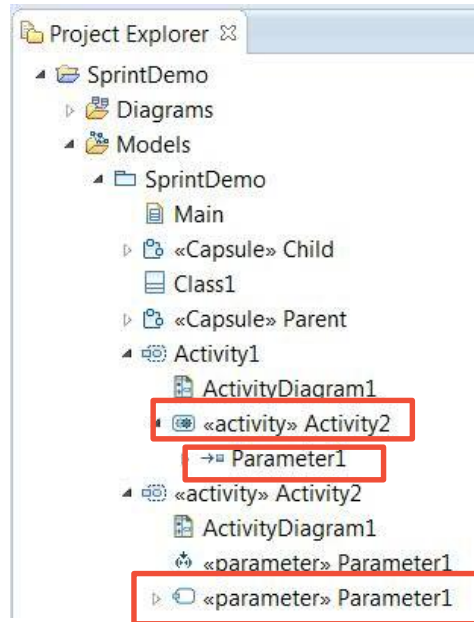 Project Explorer
SprintDemo
Diagrams
Models
SprintDemo
Main
«Capsule» Child
Class1
«Capsule» Parent
Activity1
ActivityDiagram1
«activity» Activity2
Parameter1
«activity» Activity2
ActivityDiagram1
«parameter» Parameter1
«parameter» Parameter1